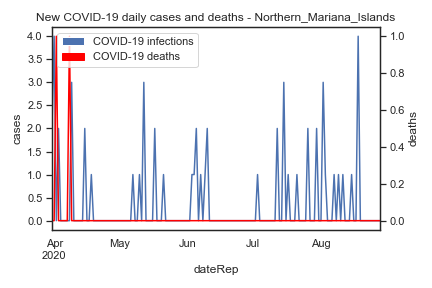 New COVID-19 daily cases and deaths - Northern_Mariana_Islands
COVID-19 infections
COVID-19 deaths
cases
4.0
3.5
3.0
2.5
2.0
1.5
1.0
0.5
0.0
deaths
1.0
0.8
0.6
0.4
0.2
0.0
Apr
2020
May
Jun
Jul
Aug
dateRep